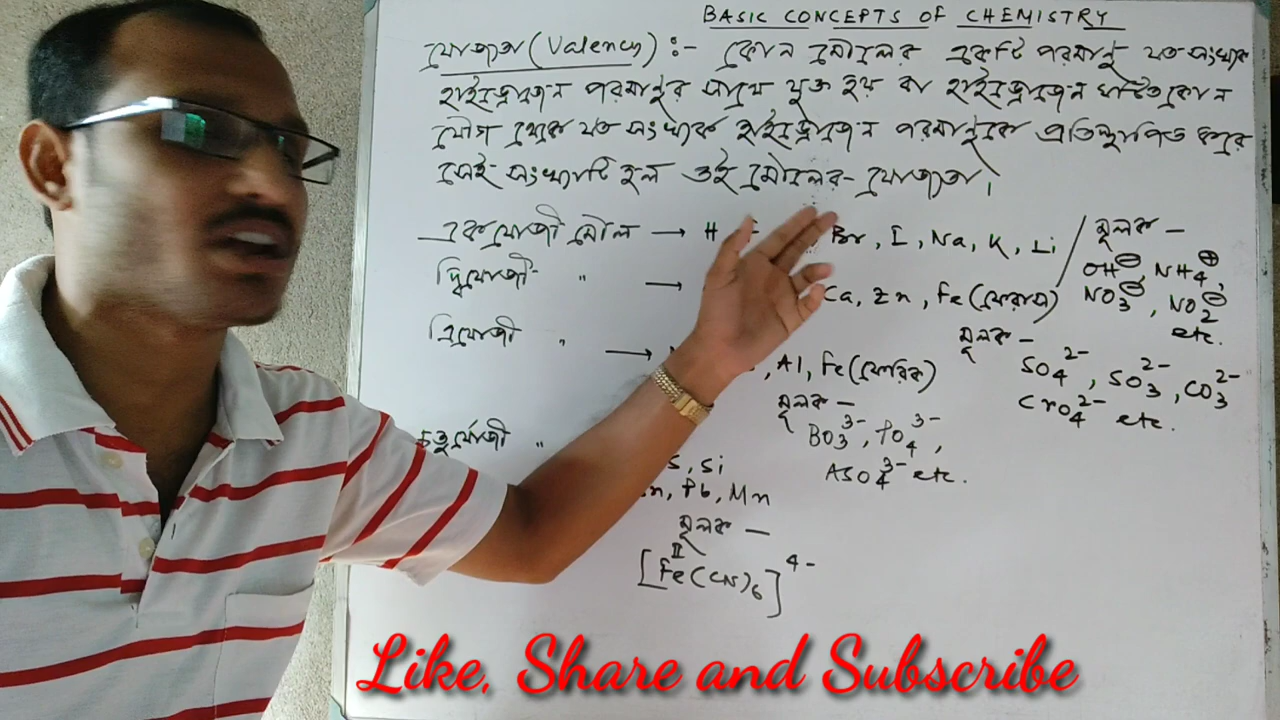 BASIC CONCEPTS OF CHEMISTRY
যোজ্যতা (Valency) :- কোন মৌলের একটি পরমাণু যত সংখ্যক
হাইড্রোজেন পরমাণুর সাথে যুক্ত হয় বা হাইড্রোজেন ঘটিত কোন
যৌগ থেকে যত সংখ্যক হাইড্রোজেন পরমাণুকে প্রতিস্থাপিত করে
সেই সংখ্যাটি হল ওই মৌলের যোজ্যতা।
একযোজী মৌল → H Br, I, Na, K, Li / মূলক —
OH⊖, NH4⊕,
দ্বিযোজী " → Ca, Zn, Fe (ফেরাস) NO3⊖, NO2⊖
etc.
মূলক —
ত্রিযোজী " → , Al, Fe (ফেরিক) SO4 2-, SO3 2-, CO3 2-
মূলক — CrO4 2- etc.
চতুর্যোজী " BO3 3-, PO4 3-,
S, Si AsO4 3- etc.
Pb, Mn
মূলক —
[Fe II (CN)6] 4-
Like, Share and Subscribe